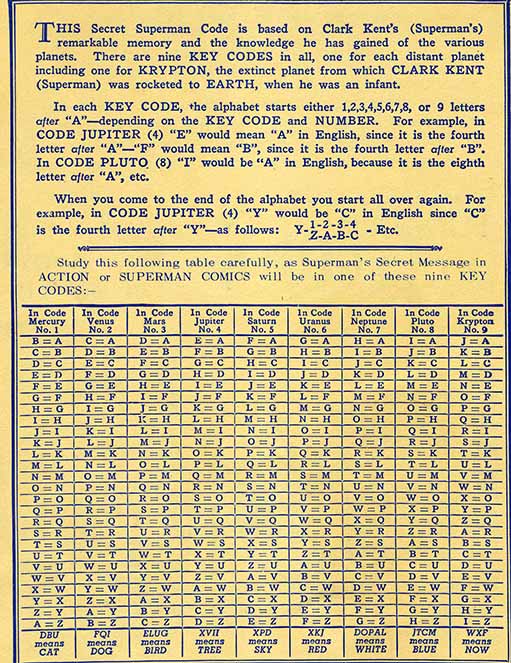 THIS Secret Superman Code is based on Clark Kent's (Superman's)
remarkable memory and the knowledge he has gained of the various
planets. There are nine KEY CODES in all, one for each distant planet
including one for KRYPTON, the extinct planet from which CLARK KENT
(Superman) was rocketed to EARTH, when he was an infant.
In each KEY CODE, the alphabet starts either 1,2,3,4,5,6,7,8, or 9 letters
after "A"—depending on the KEY CODE and NUMBER. For example, in
CODE JUPITER (4) "E" would mean "A" in English, since it is the fourth
letter after "A"—"F" would mean "B", since it is the fourth letter after "B".
In CODE PLUTO (8) "I" would be "A" in English, because it is the eighth
letter after "A", etc.
When you come to the end of the alphabet you start all over again. For
example, in CODE JUPITER (4) "Y" would be "C" in English since "C"
is the fourth letter after "Y"—as follows: Y-1-2-3-4 - Etc.
Z-A-B-C
Study this following table carefully, as Superman's Secret Message in
ACTION or SUPERMAN COMICS will be in one of these nine KEY
CODES:—
In Code In Code In Code In Code In Code In Code In Code In Code In Code
Mercury Venus Mars Jupiter Saturn Uranus Neptune Pluto Krypton
No. 1 No. 2 No. 3 No. 4 No. 5 No. 6 No. 7 No. 8 No. 9
B = A C = A D = A E = A F = A G = A H = A I = A J = A
C = B D = B E = B F = B G = B H = B I = B J = B K = B
D = C E = C F = C G = C H = C I = C J = C K = C L = C
E = D F = D G = D H = D I = D J = D K = D L = D M = D
F = E G = E H = E I = E J = E K = E L = E M = E N = E
G = F H = F I = F J = F K = F L = F M = F N = F O = F
H = G I = G J = G K = G L = G M = G N = G O = G P = G
I = H J = H K = H L = H M = H N = H O = H P = H Q = H
J = I K = I L = I M = I N = I O = I P = I Q = I R = I
K = J L = J M = J N = J O = J P = J Q = J R = J S = J
L = K M = K N = K O = K P = K Q = K R = K S = K T = K
M = L N = L O = L P = L Q = L R = L S = L T = L U = L
N = M O = M P = M Q = M R = M S = M T = M U = M V = M
O = N P = N Q = N R = N S = N T = N U = N V = N W = N
P = O Q = O R = O S = O T = O U = O V = O W = O X = O
Q = P R = P S = P T = P U = P V = P W = P X = P Y = P
R = Q S = Q T = Q U = Q V = Q W = Q X = Q Y = Q Z = Q
S = R T = R U = R V = R W = R X = R Y = R Z = R A = R
T = S U = S V = S W = S X = S Y = S Z = S A = S B = S
U = T V = T W = T X = T Y = T Z = T A = T B = T C = T
V = U W = U X = U Y = U Z = U A = U B = U C = U D = U
W = V X = V Y = V Z = V A = V B = V C = V D = V E = V
X = W Y = W Z = W A = W B = W C = W D = W E = W F = W
Y = X Z = X A = X B = X C = X D = X E = X F = X G = X
Z = Y A = Y B = Y C = Y D = Y E = Y F = Y G = Y H = Y
A = Z B = Z C = Z D = Z E = Z F = Z G = Z H = Z I = Z
DBU FQI ELUG XVII XPD XKJ DOPAL JTCM WXF
means means means means means means means means means
CAT DOG BIRD TREE SKY RED WHITE BLUE NOW